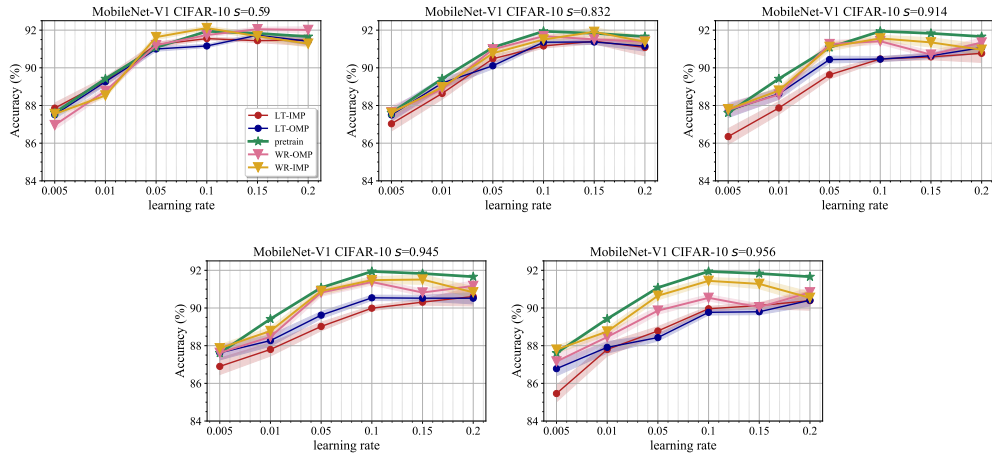 MobileNet-V1 CIFAR-10 s=0.59
MobileNet-V1 CIFAR-10 s=0.832
MobileNet-V1 CIFAR-10 s=0.914
Accuracy (%)
92
90
88
86
84
LT-IMP
LT-OMP
pretrain
WR-OMP
WR-IMP
0.005 0.01 0.05 0.1 0.15 0.2
learning rate
Accuracy (%)
92
90
88
86
84
0.005 0.01 0.05 0.1 0.15 0.2
learning rate
Accuracy (%)
92
90
88
86
84
0.005 0.01 0.05 0.1 0.15 0.2
learning rate
MobileNet-V1 CIFAR-10 s=0.945
MobileNet-V1 CIFAR-10 s=0.956
Accuracy (%)
92
90
88
86
84
0.005 0.01 0.05 0.1 0.15 0.2
learning rate
Accuracy (%)
92
90
88
86
84
0.005 0.01 0.05 0.1 0.15 0.2
learning rate